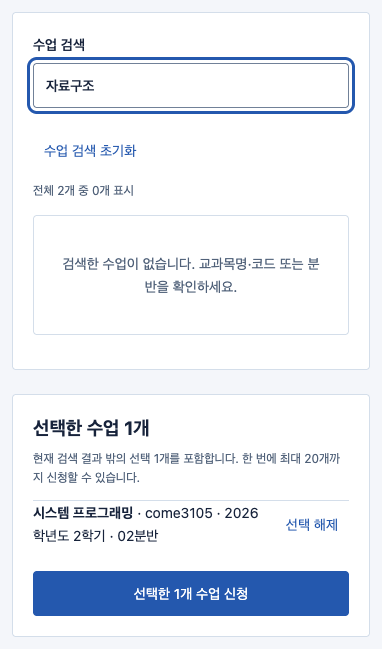 수업 검색
자료구조
수업 검색 초기화
전체 2개 중 0개 표시
검색한 수업이 없습니다. 교과목명·코드 또는 분
반을 확인하세요.
선택한 수업 1개
현재 검색 결과 밖의 선택 1개를 포함합니다. 한 번에 최대 20개까
지 신청할 수 있습니다.
시스템 프로그래밍 · come3105 · 2026
학년도 2학기 · 02분반
선택 해제
선택한 1개 수업 신청